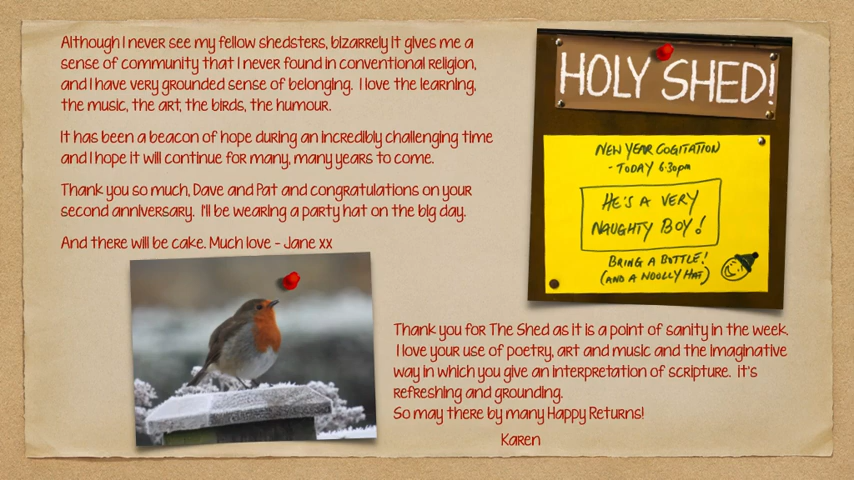 Although I never see my fellow shedsters, bizarrely it gives me a
sense of community that I never found in conventional religion,
and I have very grounded sense of belonging. I love the learning,
the music, the art, the birds, the humour.
It has been a beacon of hope during an incredibly challenging time
and I hope it will continue for many, many years to come.
Thank you so much, Dave and Pat and congratulations on your
second anniversary. I'll be wearing a party hat on the big day.
And there will be cake. Much love - Jane xx
HOLY SHED!
NEW YEAR COGITATION
- TODAY 6:30pm
HE'S A VERY
NAUGHTY BOY!
BRING A BOTTLE!
(AND A WOOLLY HAT)
Thank you for The Shed as it is a point of sanity in the week.
I love your use of poetry, art and music and the imaginative
way in which you give an interpretation of scripture. It's
refreshing and grounding.
So may there by many Happy Returns!
Karen